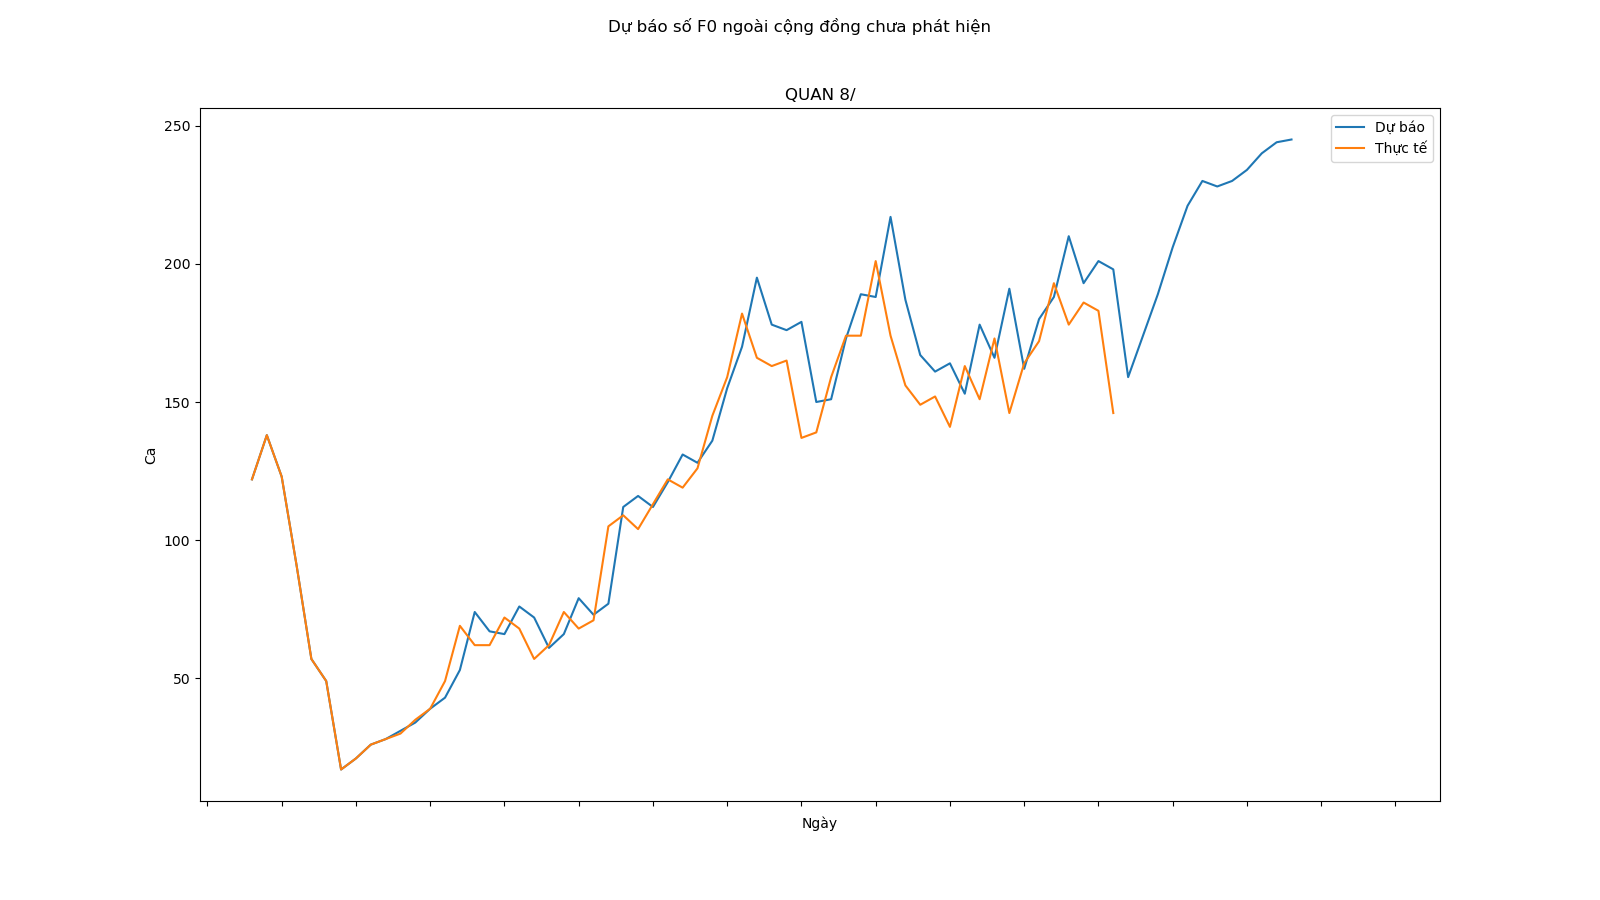 Dự báo số F0 ngoài cộng đồng chưa phát hiện
QUAN 8/
Dự báo
Thực tế
250
200
150
100
50
Ca
Ngày